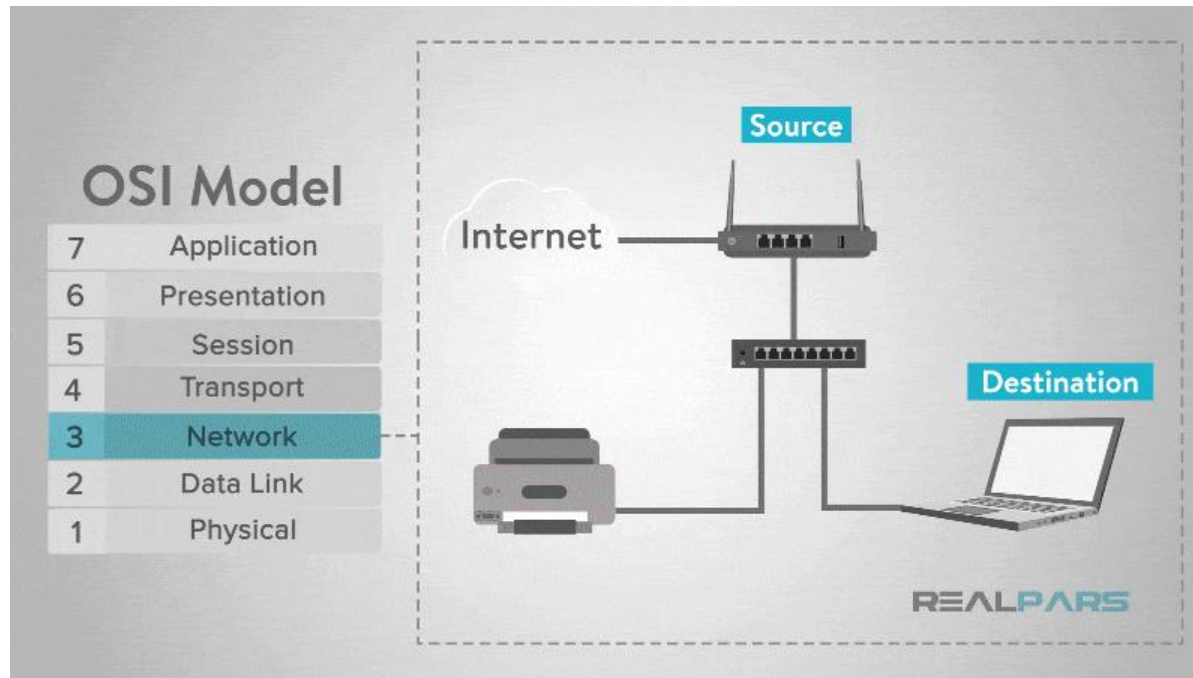 OSI Model
7 Application
6 Presentation
5 Session
4 Transport
3 Network
2 Data Link
1 Physical
Source
Internet
Destination
REALPARS